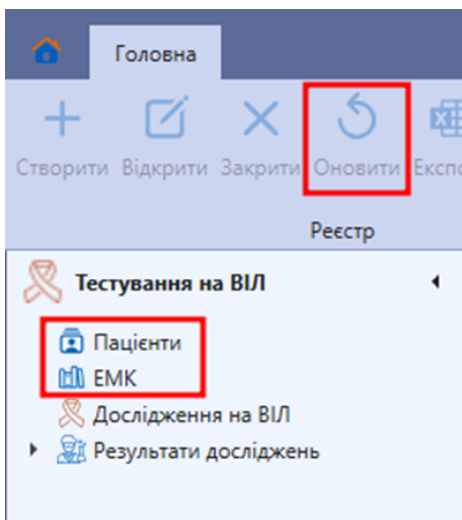 Головна
Створити Відкрити Закрити Оновити Експо
Реєстр
Тестування на ВІЛ
Пацієнти
ЕМК
Дослідження на ВІЛ
Результати досліджень